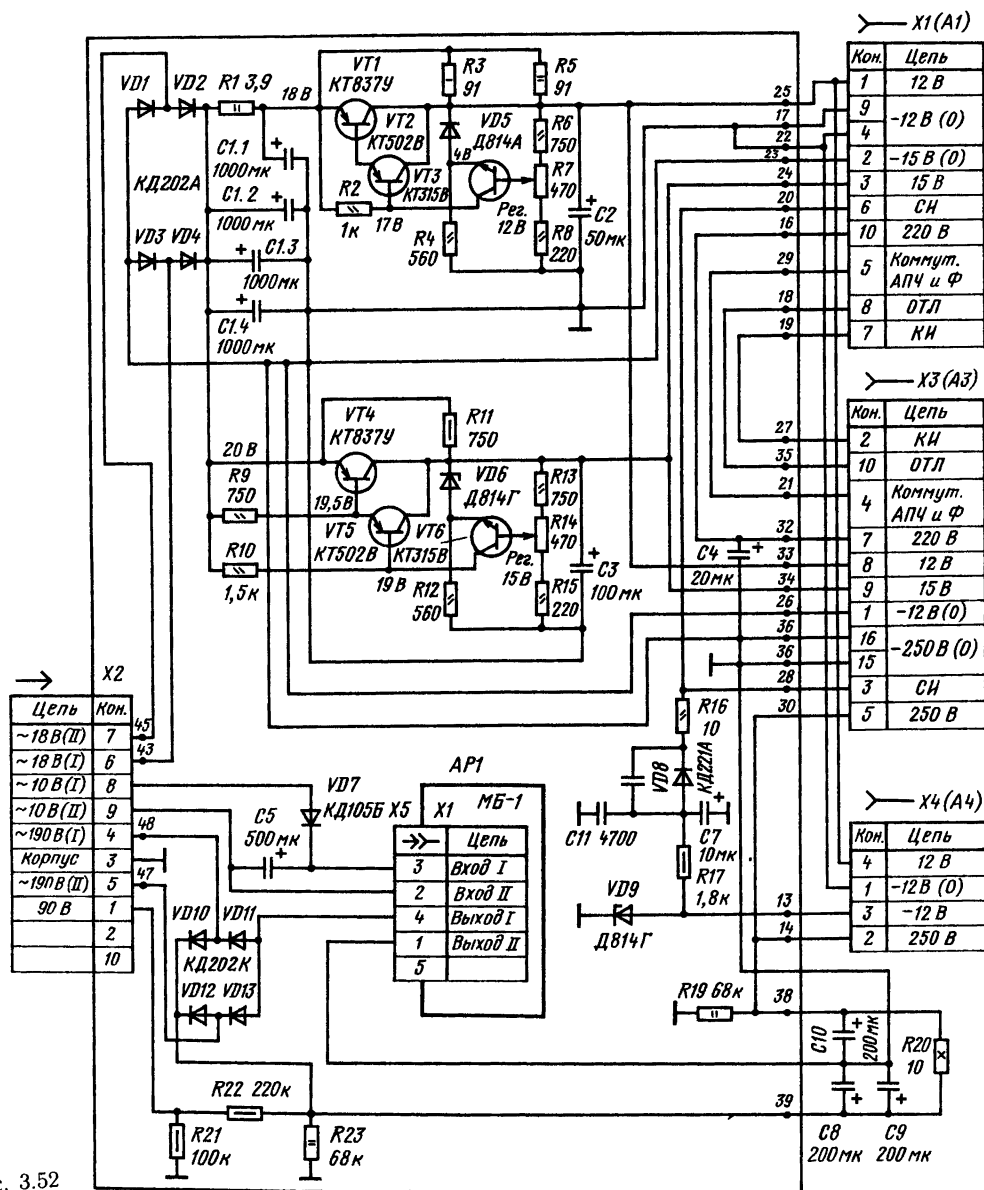 X1(A1)
Кон. Цепь
1 12 В
9 -12 В (0)
4
2 -15 В (0)
3 15 В
6 СИ
10 220 В
5 Коммут. АПЧ и Ф
8 ОТЛ
7 КИ
X3(A3)
Кон. Цепь
2 КИ
10 ОТЛ
4 Коммут. АПЧ и Ф
7 220 В
8 12 В
9 15 В
1 -12 В (0)
16 -250 В (0)
15
3 СИ
5 250 В
X4(A4)
Кон. Цепь
4 12 В
1 -12 В (0)
3 -12 В
2 250 В
25
17
22
23
24
20
16
29
18
19
27
35
21
32
33
34
26
36
36
28
30
13
14
38
39
VD1
VD2
R1 3,9
18 В
VT1
КТ837У
R3
91
R5
91
VT2
КТ502В
VD5
Д814А
R6
750
C1.1
1000мк
4В
VT3
КТ315В
R7
470
КД202А
C1.2
1000мк
R2
1к
17В
Рег.
12В
C2
50мк
R4
560
R8
220
VD3
VD4
C1.3
1000мк
C1.4
1000мк
VT4
КТ837У
R11
750
20 В
VD6
Д814Г
R13
750
R9
750
19,5В
VT5
КТ502В
VT6
КТ315В
R14
470
R10
1,5к
19 В
Рег.
15 В
C3
100мк
R12
560
R15
220
C4
20мк
X2
Цепь Кон.
~18 В(II) 7
~18 В(I) 6
~10 В(I) 8
~10 В(II) 9
~190 В(I) 4
Корпус 3
~190 В(II) 5
90 В 1
2
10
45
43
48
47
VD7
КД105Б X5
C5
500мк
AP1
X1 МБ-1
Цепь
3 Вход I
2 Вход II
4 Выход I
1 Выход II
5
R16
10
VD8
КД221А
C11 4700
C7
10мк
R17
1,8к
VD9
Д814Г
VD10
VD11
КД202К
VD12
VD13
R19 68к
C10
200мк
R20
10
R22 220к
R21
100к
R23
68к
C8
200мк
C9
200мк
с. 3.52